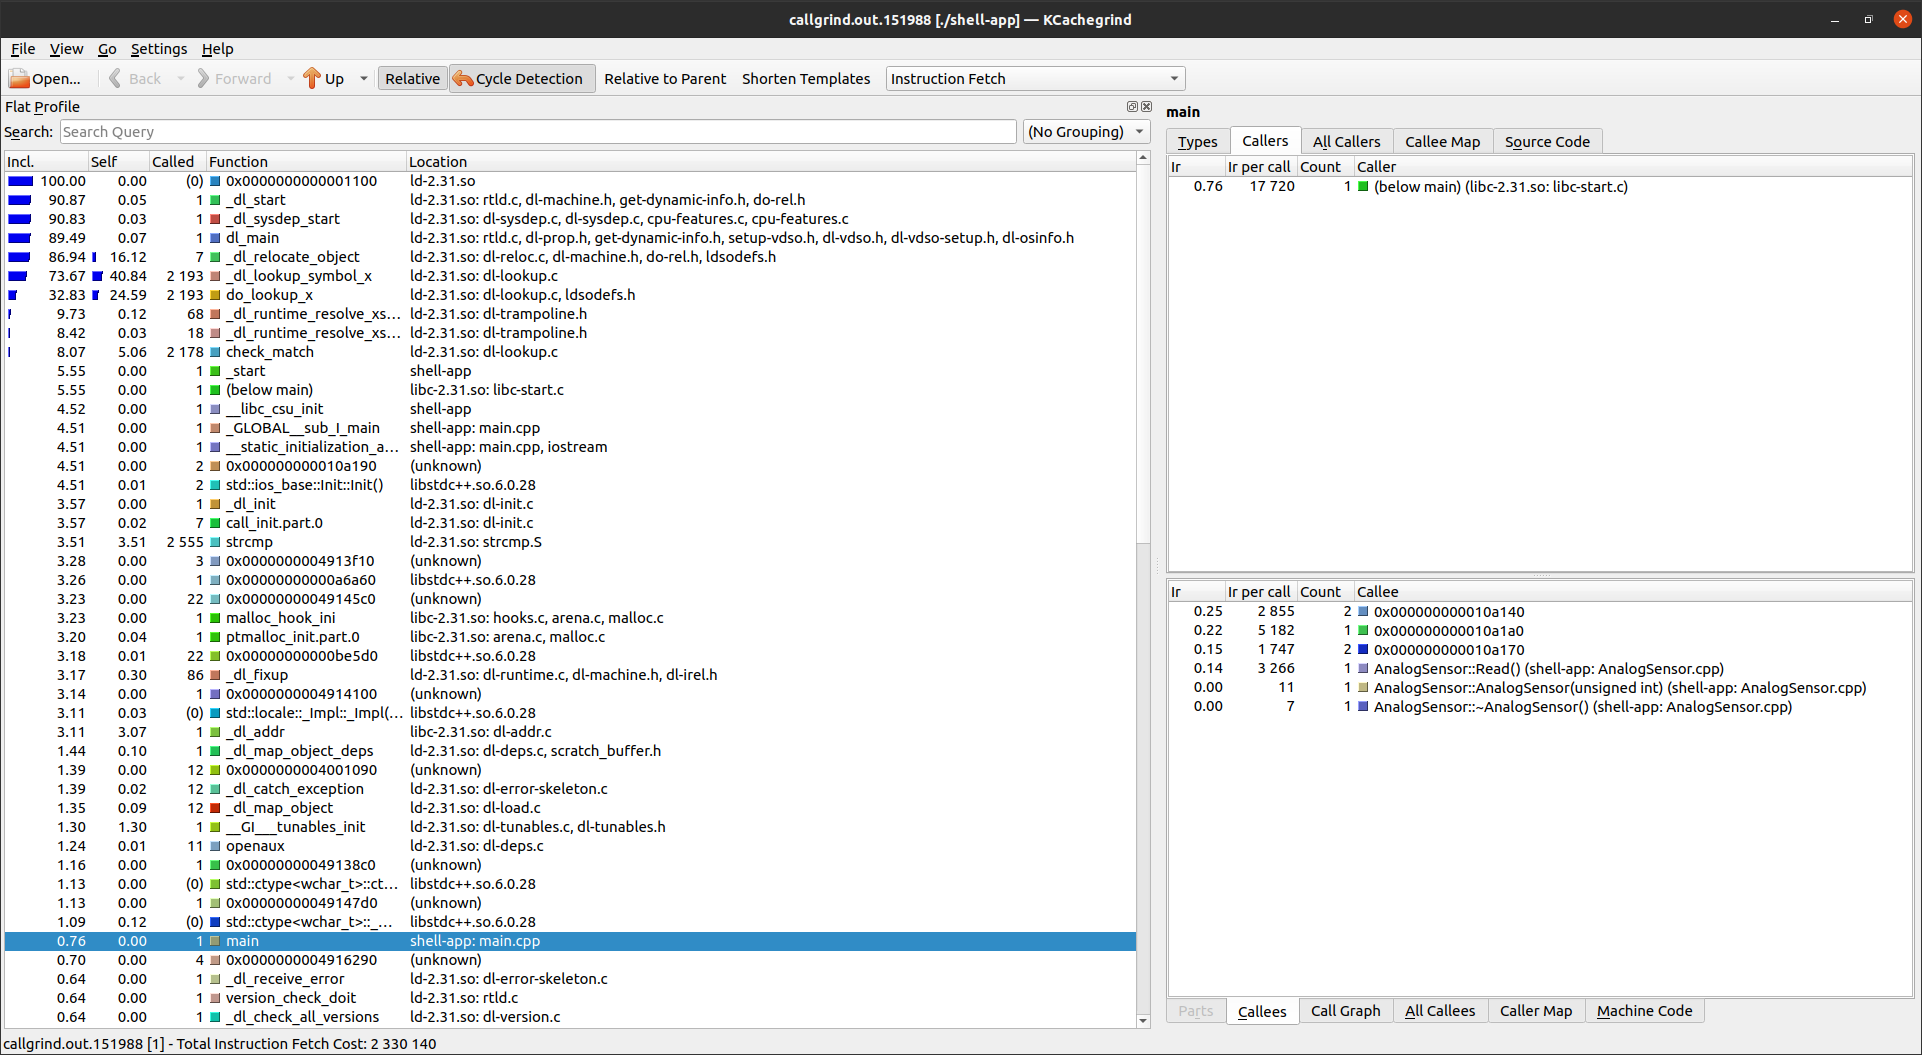 callgrind.out.151988 [./shell-app] — KCachegrind
File View Go Settings Help
Open... Back Forward Up Relative Cycle Detection Relative to Parent Shorten Templates Instruction Fetch
Flat Profile
Search: Search Query (No Grouping)
Incl. Self Called Function Location
100.00 0.00 (0) 0x0000000000001100 ld-2.31.so
90.87 0.05 1 _dl_start ld-2.31.so: rtld.c, dl-machine.h, get-dynamic-info.h, do-rel.h
90.83 0.03 1 _dl_sysdep_start ld-2.31.so: dl-sysdep.c, dl-sysdep.c, cpu-features.c, cpu-features.c
89.49 0.07 1 dl_main ld-2.31.so: rtld.c, dl-prop.h, get-dynamic-info.h, setup-vdso.h, dl-vdso.h, dl-vdso-setup.h, dl-osinfo.h
86.94 16.12 7 _dl_relocate_object ld-2.31.so: dl-reloc.c, dl-machine.h, do-rel.h, ldsodefs.h
73.67 40.84 2 193 _dl_lookup_symbol_x ld-2.31.so: dl-lookup.c
32.83 24.59 2 193 do_lookup_x ld-2.31.so: dl-lookup.c, ldsodefs.h
9.73 0.12 68 _dl_runtime_resolve_xs... ld-2.31.so: dl-trampoline.h
8.42 0.03 18 _dl_runtime_resolve_xs... ld-2.31.so: dl-trampoline.h
8.07 5.06 2 178 check_match ld-2.31.so: dl-lookup.c
5.55 0.00 1 _start shell-app
5.55 0.00 1 (below main) libc-2.31.so: libc-start.c
4.52 0.00 1 __libc_csu_init shell-app
4.51 0.00 1 _GLOBAL__sub_I_main shell-app: main.cpp
4.51 0.00 1 __static_initialization_a... shell-app: main.cpp, iostream
4.51 0.00 2 0x000000000010a190 (unknown)
4.51 0.01 2 std::ios_base::Init::Init() libstdc++.so.6.0.28
3.57 0.00 1 _dl_init ld-2.31.so: dl-init.c
3.57 0.02 7 call_init.part.0 ld-2.31.so: dl-init.c
3.51 3.51 2 555 strcmp ld-2.31.so: strcmp.S
3.28 0.00 3 0x0000000004913f10 (unknown)
3.26 0.00 1 0x00000000000a6a60 libstdc++.so.6.0.28
3.23 0.00 22 0x00000000049145c0 (unknown)
3.23 0.00 1 malloc_hook_ini libc-2.31.so: hooks.c, arena.c, malloc.c
3.20 0.04 1 ptmalloc_init.part.0 libc-2.31.so: arena.c, malloc.c
3.18 0.01 22 0x00000000000be5d0 libstdc++.so.6.0.28
3.17 0.30 86 _dl_fixup ld-2.31.so: dl-runtime.c, dl-machine.h, dl-irel.h
3.14 0.00 1 0x0000000004914100 (unknown)
3.11 0.03 (0) std::locale::_Impl::_Impl(... libstdc++.so.6.0.28
3.11 3.07 1 _dl_addr libc-2.31.so: dl-addr.c
1.44 0.10 1 _dl_map_object_deps ld-2.31.so: dl-deps.c, scratch_buffer.h
1.39 0.00 12 0x0000000004001090 (unknown)
1.39 0.02 12 _dl_catch_exception ld-2.31.so: dl-error-skeleton.c
1.35 0.09 12 _dl_map_object ld-2.31.so: dl-load.c
1.30 1.30 1 __GI___tunables_init ld-2.31.so: dl-tunables.c, dl-tunables.h
1.24 0.01 11 openaux ld-2.31.so: dl-deps.c
1.16 0.00 1 0x00000000049138c0 (unknown)
1.13 0.00 (0) std::ctype<wchar_t>::ct... libstdc++.so.6.0.28
1.13 0.00 1 0x00000000049147d0 (unknown)
1.09 0.12 (0) std::ctype<wchar_t>::_... libstdc++.so.6.0.28
0.76 0.00 1 main shell-app: main.cpp
0.70 0.00 4 0x0000000004916290 (unknown)
0.64 0.00 1 _dl_receive_error ld-2.31.so: dl-error-skeleton.c
0.64 0.00 1 version_check_doit ld-2.31.so: rtld.c
0.64 0.00 1 _dl_check_all_versions ld-2.31.so: dl-version.c
main
Types Callers All Callers Callee Map Source Code
Ir Ir per call Count Caller
0.76 17 720 1 (below main) (libc-2.31.so: libc-start.c)
Ir Ir per call Count Callee
0.25 2 855 2 0x000000000010a140
0.22 5 182 1 0x000000000010a1a0
0.15 1 747 2 0x000000000010a170
0.14 3 266 1 AnalogSensor::Read() (shell-app: AnalogSensor.cpp)
0.00 11 1 AnalogSensor::AnalogSensor(unsigned int) (shell-app: AnalogSensor.cpp)
0.00 7 1 AnalogSensor::~AnalogSensor() (shell-app: AnalogSensor.cpp)
Parts Callees Call Graph All Callees Caller Map Machine Code
callgrind.out.151988 [1] - Total Instruction Fetch Cost: 2 330 140